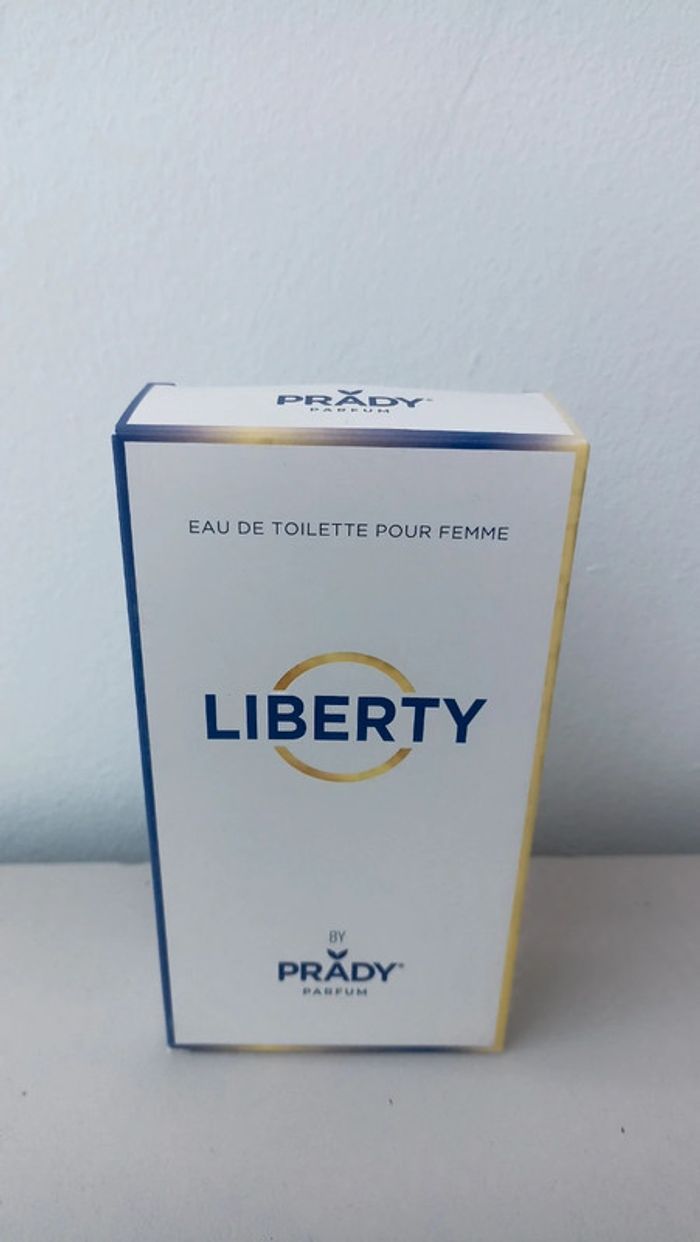 PRADY®
PARFUM
EAU DE TOILETTE POUR FEMME
LIBERTY
BY
PRADY®
PARFUM